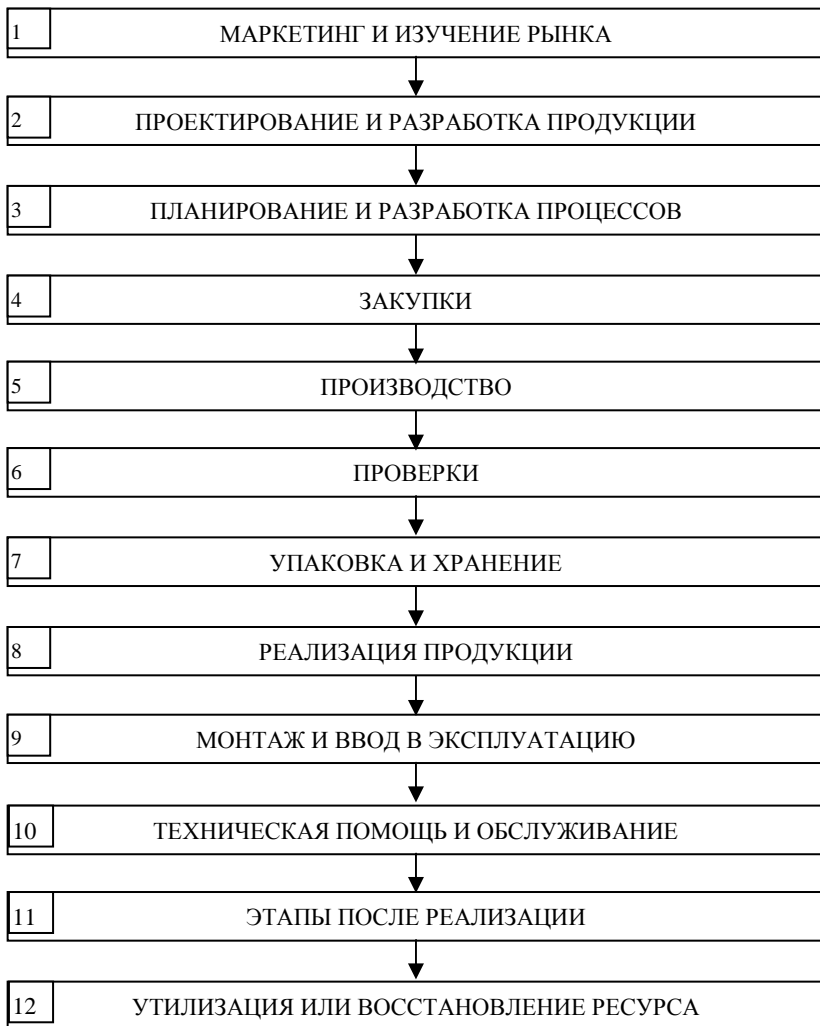 1 МАРКЕТИНГ И ИЗУЧЕНИЕ РЫНКА
2 ПРОЕКТИРОВАНИЕ И РАЗРАБОТКА ПРОДУКЦИИ
3 ПЛАНИРОВАНИЕ И РАЗРАБОТКА ПРОЦЕССОВ
4 ЗАКУПКИ
5 ПРОИЗВОДСТВО
6 ПРОВЕРКИ
7 УПАКОВКА И ХРАНЕНИЕ
8 РЕАЛИЗАЦИЯ ПРОДУКЦИИ
9 МОНТАЖ И ВВОД В ЭКСПЛУАТАЦИЮ
10 ТЕХНИЧЕСКАЯ ПОМОЩЬ И ОБСЛУЖИВАНИЕ
11 ЭТАПЫ ПОСЛЕ РЕАЛИЗАЦИИ
12 УТИЛИЗАЦИЯ ИЛИ ВОССТАНОВЛЕНИЕ РЕСУРСА